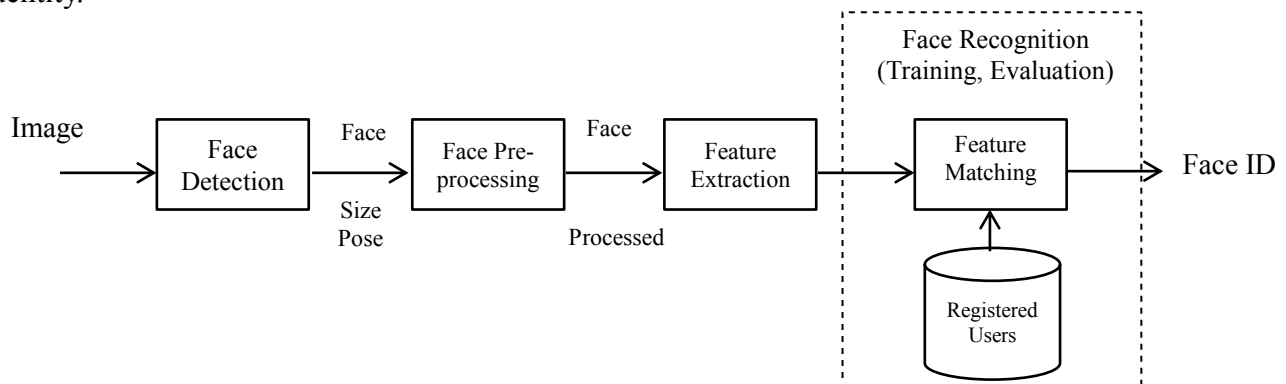 Face Recognition
(Training, Evaluation)
Image
Face
Detection
Face
Size
Pose
Face Pre-
processing
Face
Processed
Feature
Extraction
Feature
Matching
Face ID
Registered
Users